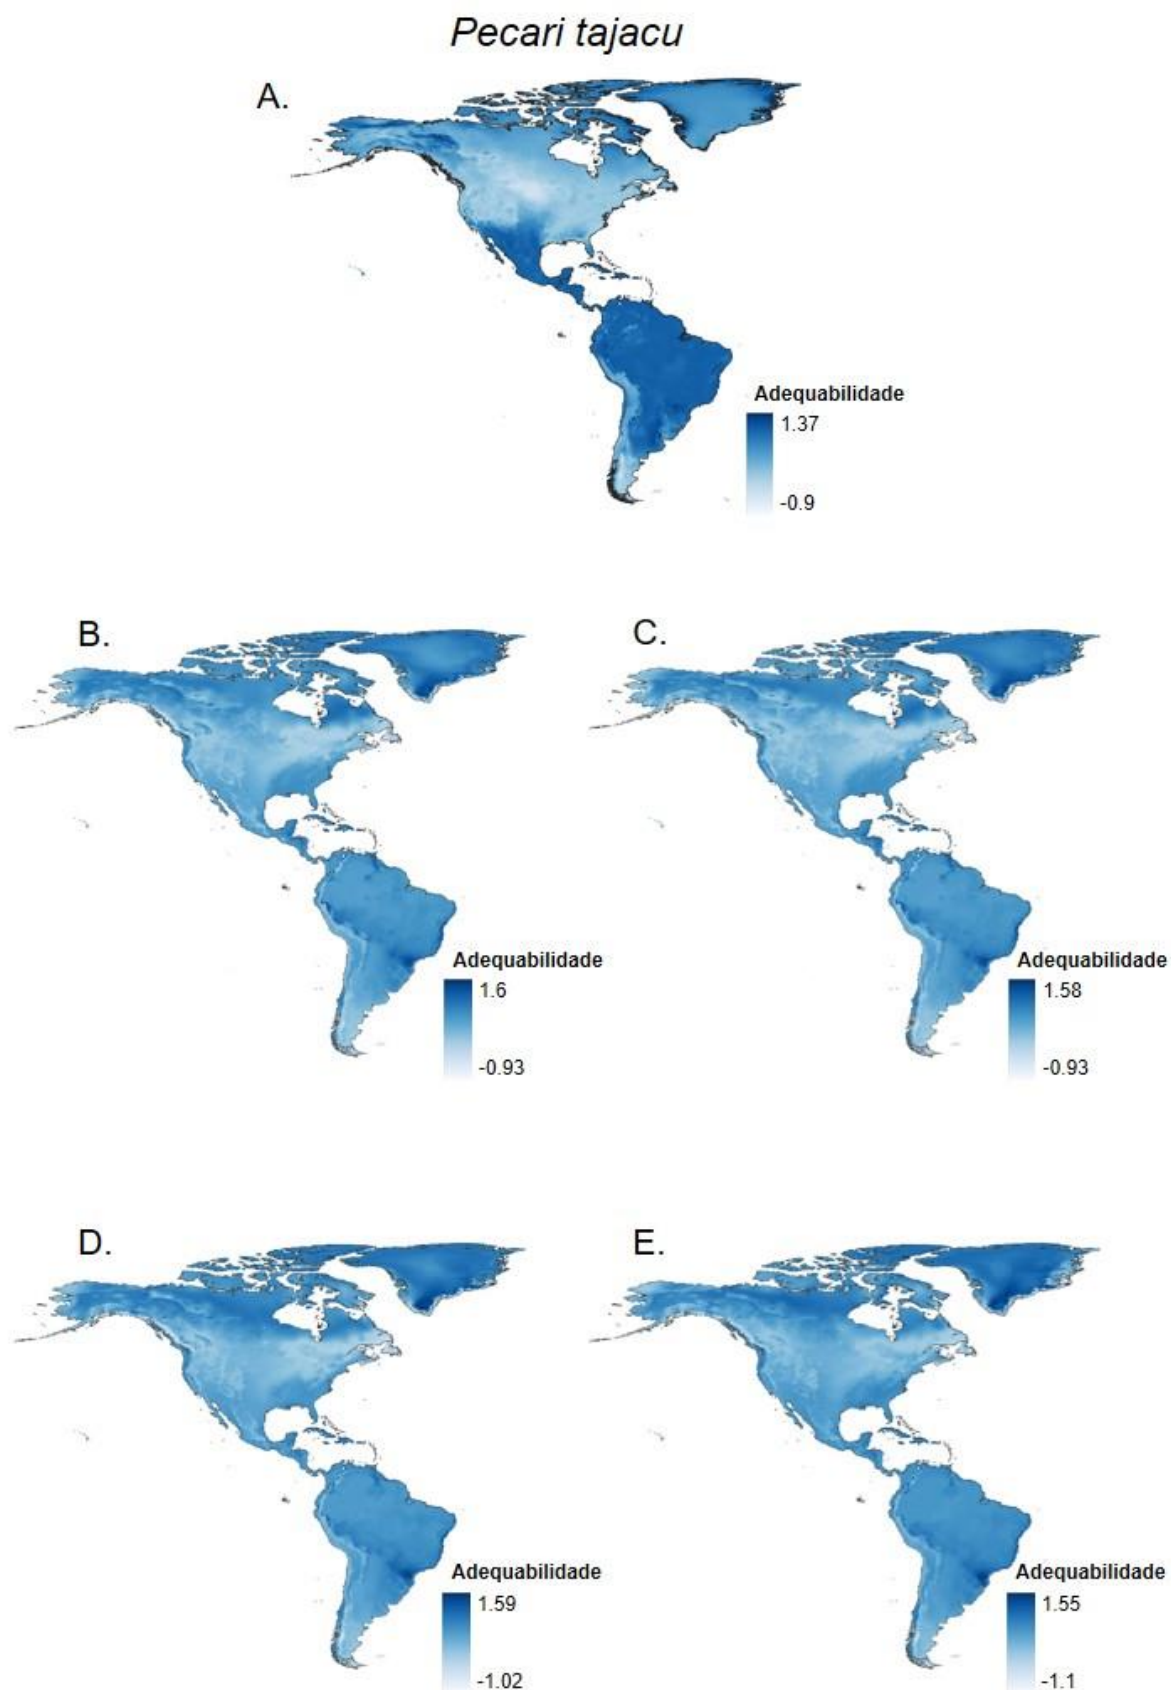 Pecari tajacu
A.
Adequabilidade
1.37
-0.9
B.
C.
Adequabilidade
1.6
-0.93
Adequabilidade
1.58
-0.93
D.
E.
Adequabilidade
1.59
-1.02
Adequabilidade
1.55
-1.1